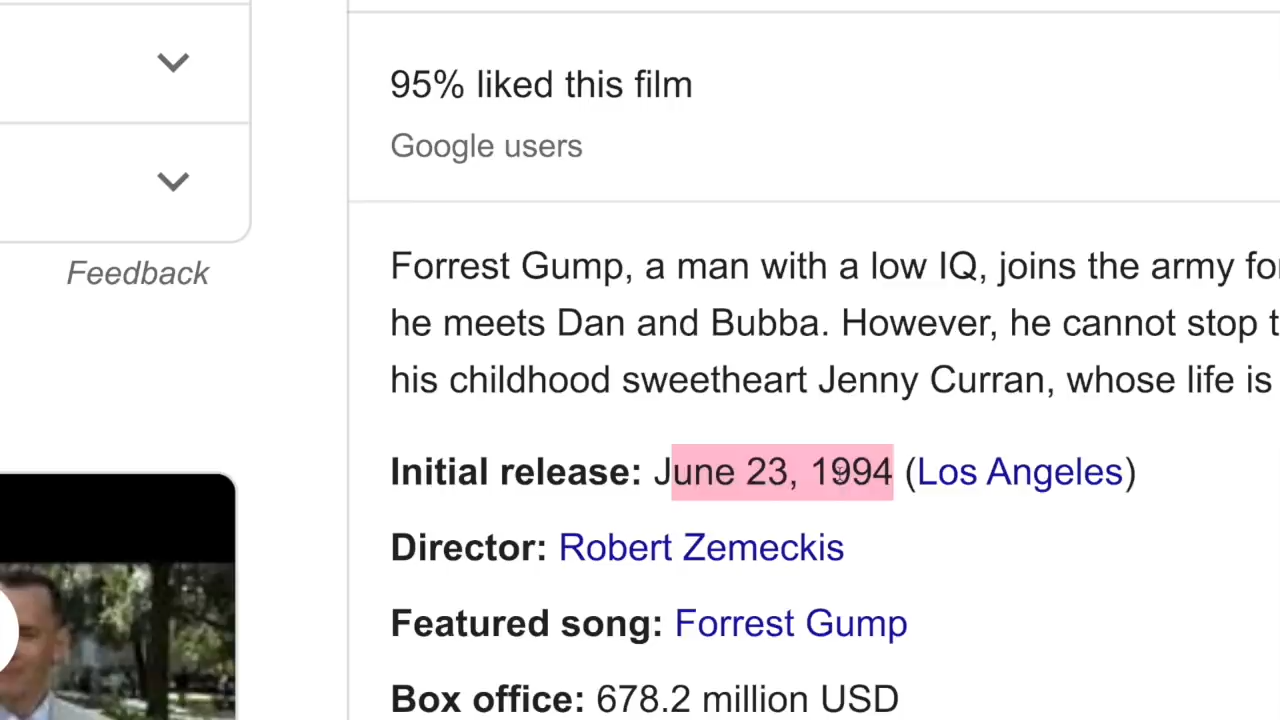 95% liked this film
Google users
Feedback
Forrest Gump, a man with a low IQ, joins the army fo
he meets Dan and Bubba. However, he cannot stop t
his childhood sweetheart Jenny Curran, whose life is
Initial release: June 23, 1994 (Los Angeles)
Director: Robert Zemeckis
Featured song: Forrest Gump
Box office: 678.2 million USD